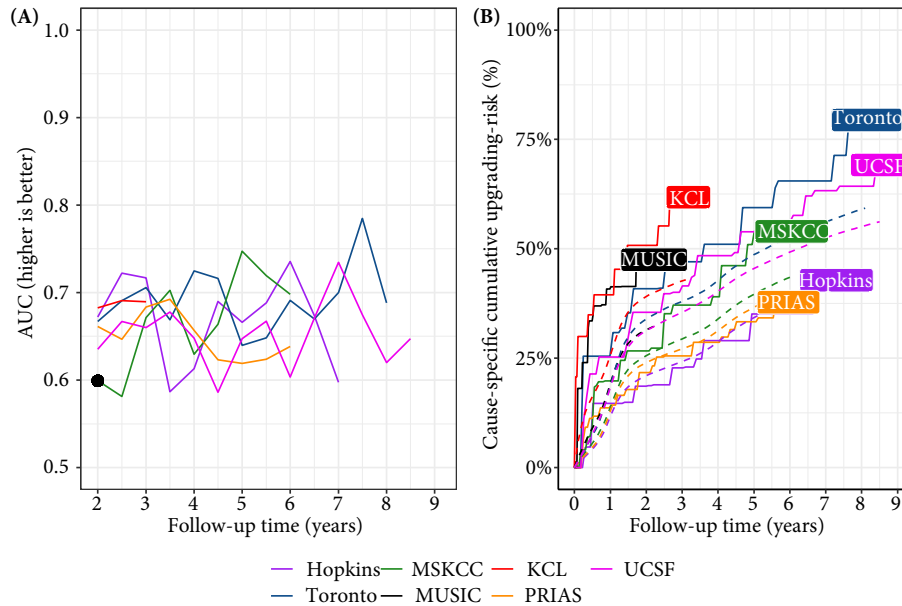 (A)
AUC (higher is better)
1.0
0.9
0.8
0.7
0.6
0.5
2 3 4 5 6 7 8 9
Follow-up time (years)
(B)
Cause-specific cumulative upgrading-risk (%)
100%
75%
50%
25%
0%
Toronto
UCSF
KCL
MSKCC
MUSIC
Hopkins
PRIAS
0 1 2 3 4 5 6 7 8 9
Follow-up time (years)
Hopkins MSKCC KCL UCSF
Toronto MUSIC PRIAS